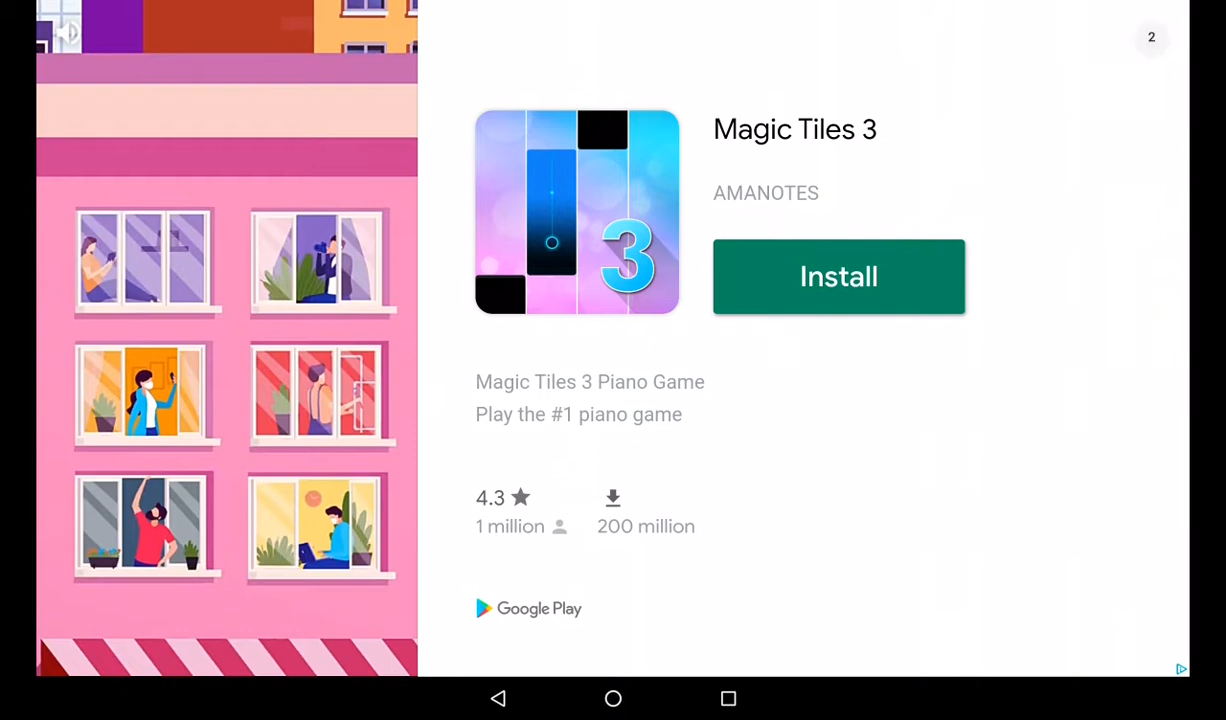 2
Magic Tiles 3
AMANOTES
3
Install
Magic Tiles 3 Piano Game
Play the #1 piano game
4.3
1 million
200 million
Google Play